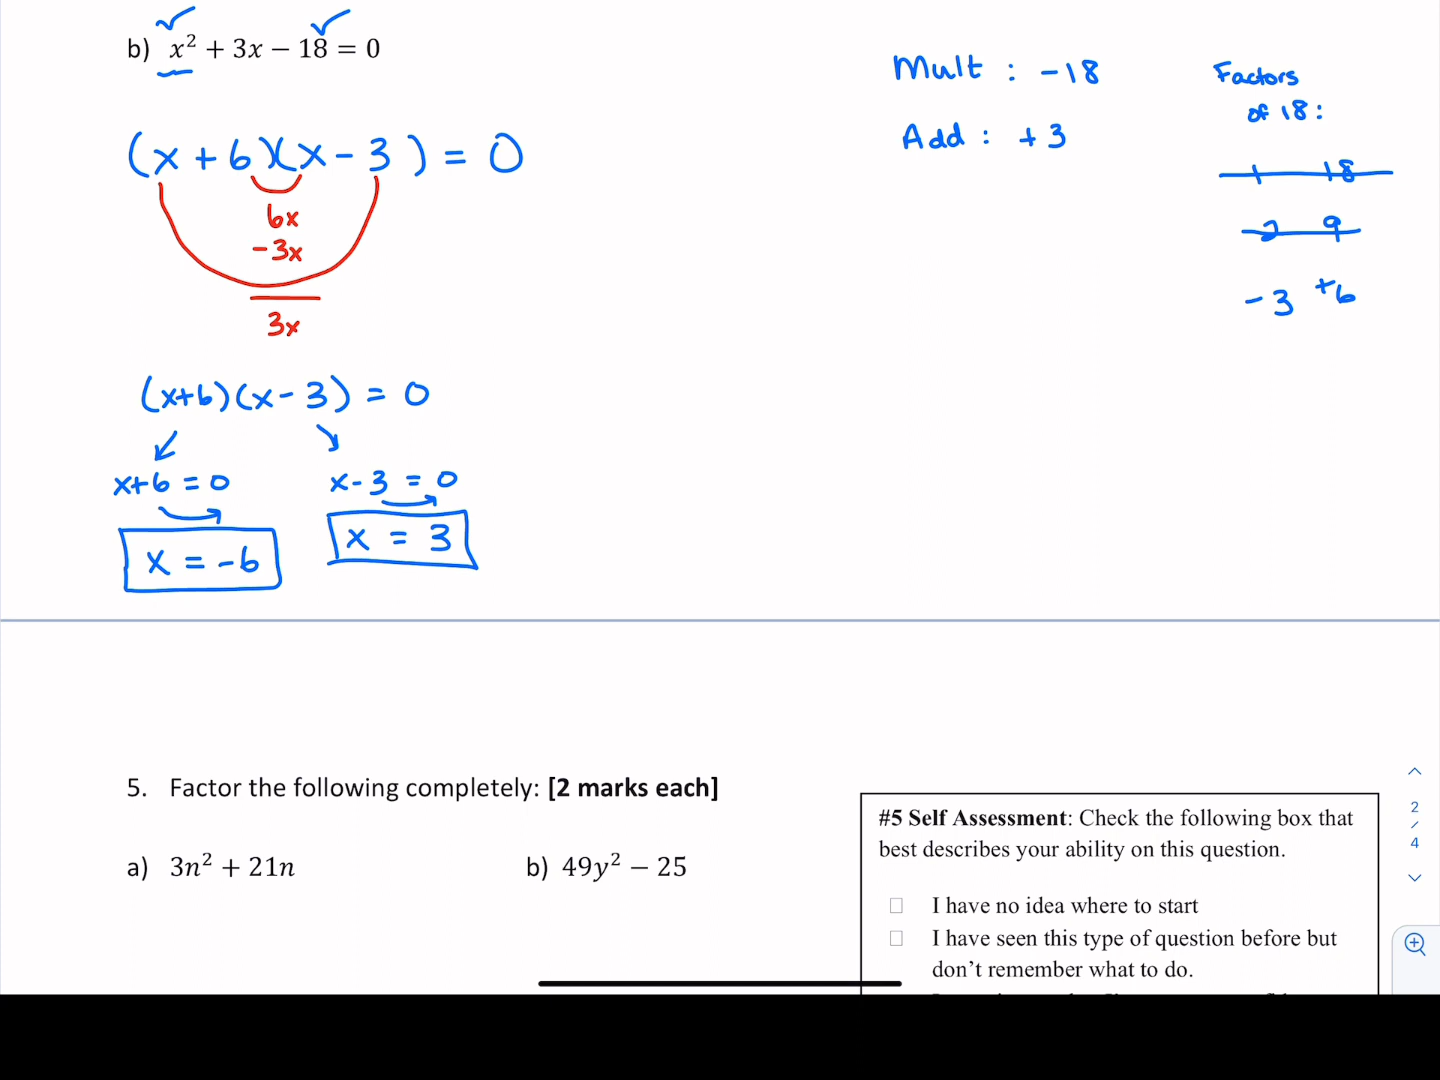 b) x² + 3x − 18 = 0
(x + 6)(x − 3) = 0
6x
−3x
3x
(x+6)(x−3) = 0
x+6 = 0
x−3 = 0
x = −6
x = 3
Mult : −18
Add : +3
Factors
of 18 :
1 18
2 9
−3 +6
5. Factor the following completely: [2 marks each]
a) 3n² + 21n
b) 49y² − 25
#5 Self Assessment: Check the following box that
best describes your ability on this question.
☐ I have no idea where to start
☐ I have seen this type of question before but
don't remember what to do.
2
/
4